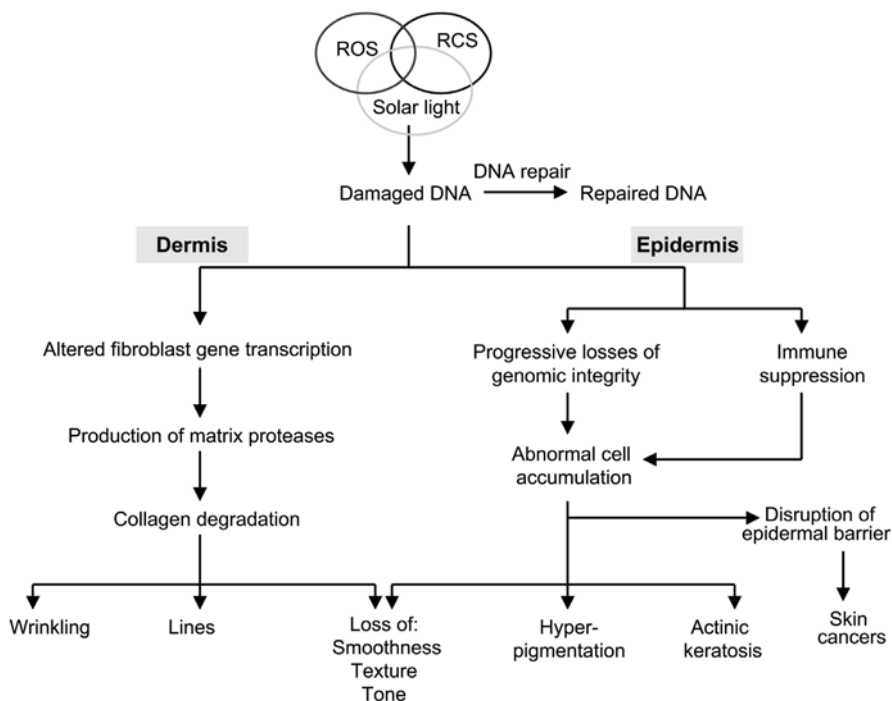 ROS
RCS
Solar light
DNA repair
Damaged DNA
Repaired DNA
Dermis
Epidermis
Altered fibroblast gene transcription
Progressive losses of
genomic integrity
Immune
suppression
Production of matrix proteases
Abnormal cell
accumulation
Collagen degradation
Disruption of
epidermal barrier
Wrinkling
Lines
Loss of:
Smoothness
Texture
Tone
Hyper-
pigmentation
Actinic
keratosis
Skin
cancers